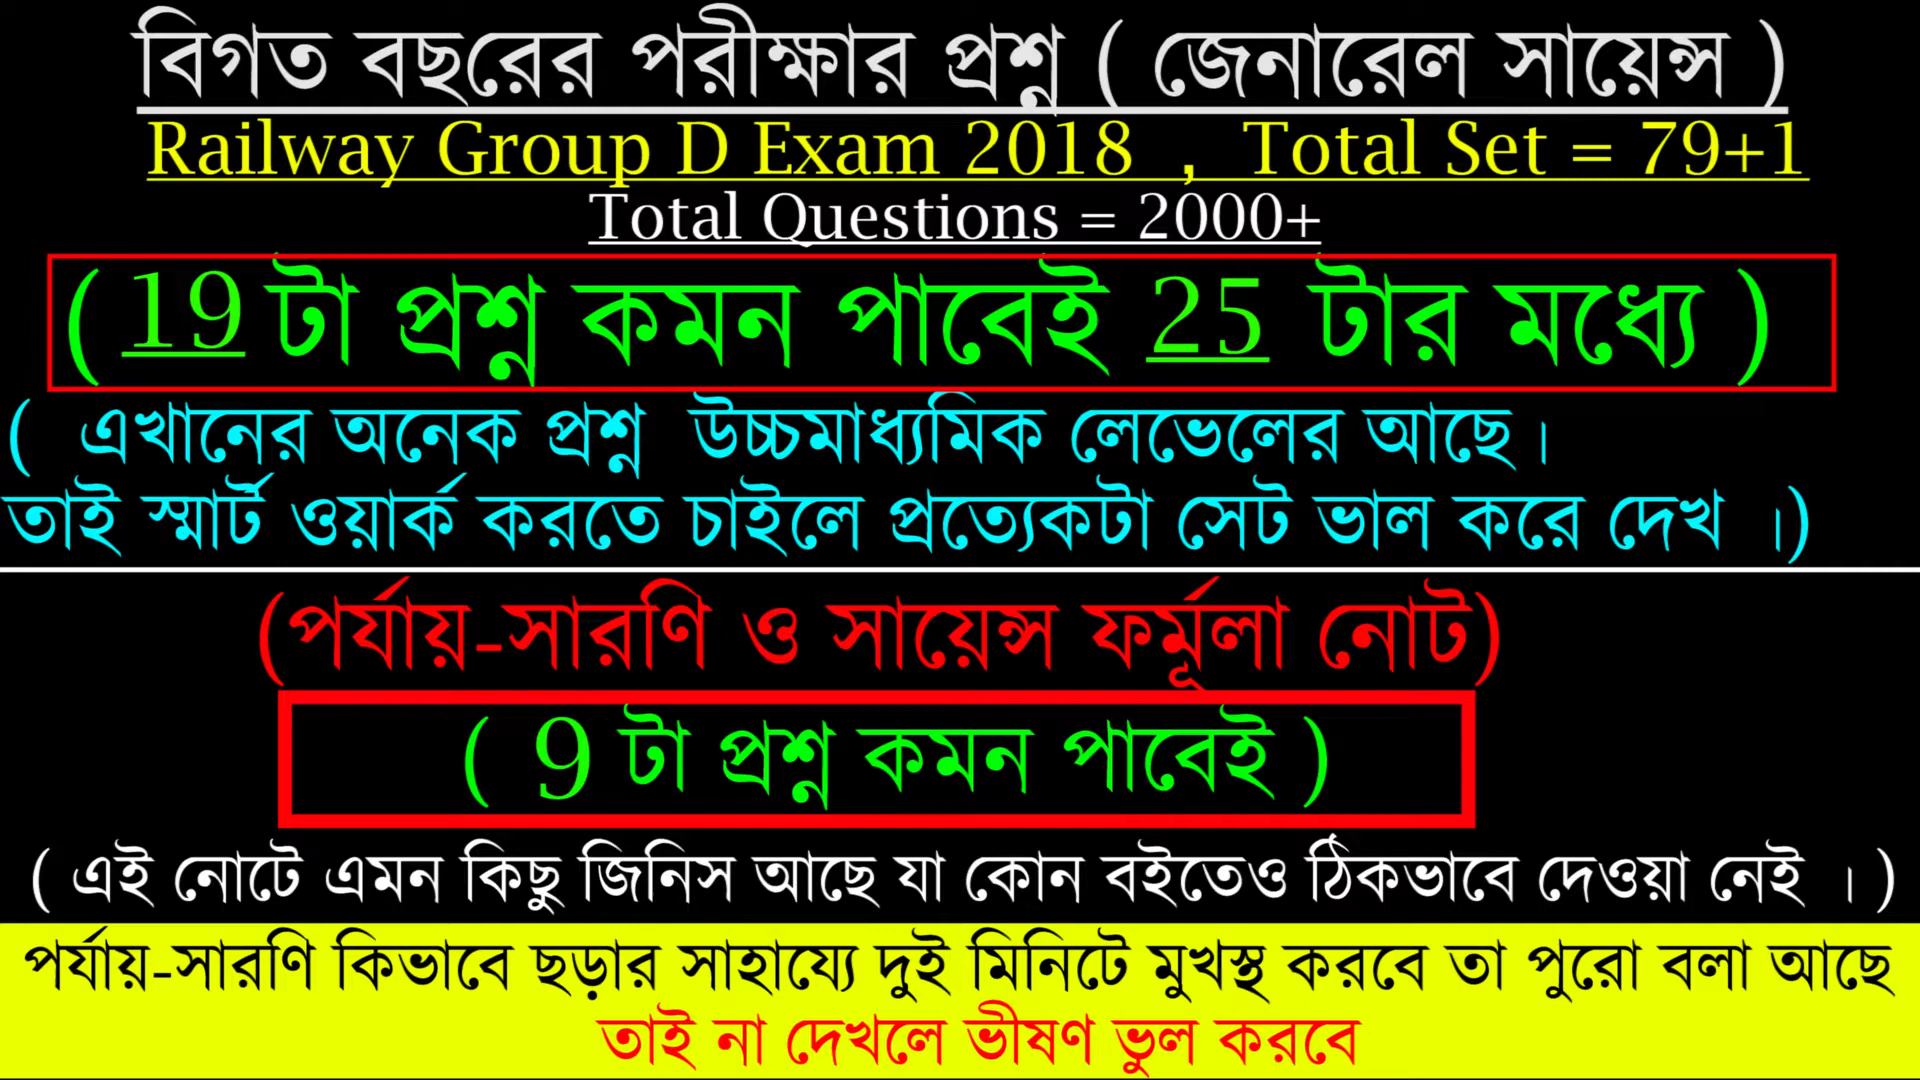 বিগত বছরের পরীক্ষার প্রশ্ন ( জেনারেল সায়েন্স )
Railway Group D Exam 2018 , Total Set = 79+1
Total Questions = 2000+
( 19 টা প্রশ্ন কমন পাবেই 25 টার মধ্যে )
( এখানের অনেক প্রশ্ন উচ্চমাধ্যমিক লেভেলের আছে।
তাই স্মার্ট ওয়ার্ক করতে চাইলে প্রত্যেকটা সেট ভাল করে দেখ ।)
(পর্যায়-সারণি ও সায়েন্স ফর্মূলা নোট)
( 9 টা প্রশ্ন কমন পাবেই )
( এই নোটে এমন কিছু জিনিস আছে যা কোন বইতেও ঠিকভাবে দেওয়া নেই । )
পর্যায়-সারণি কিভাবে ছড়ার সাহায্যে দুই মিনিটে মুখস্থ করবে তা পুরো বলা আছে
তাই না দেখলে ভীষণ ভুল করবে